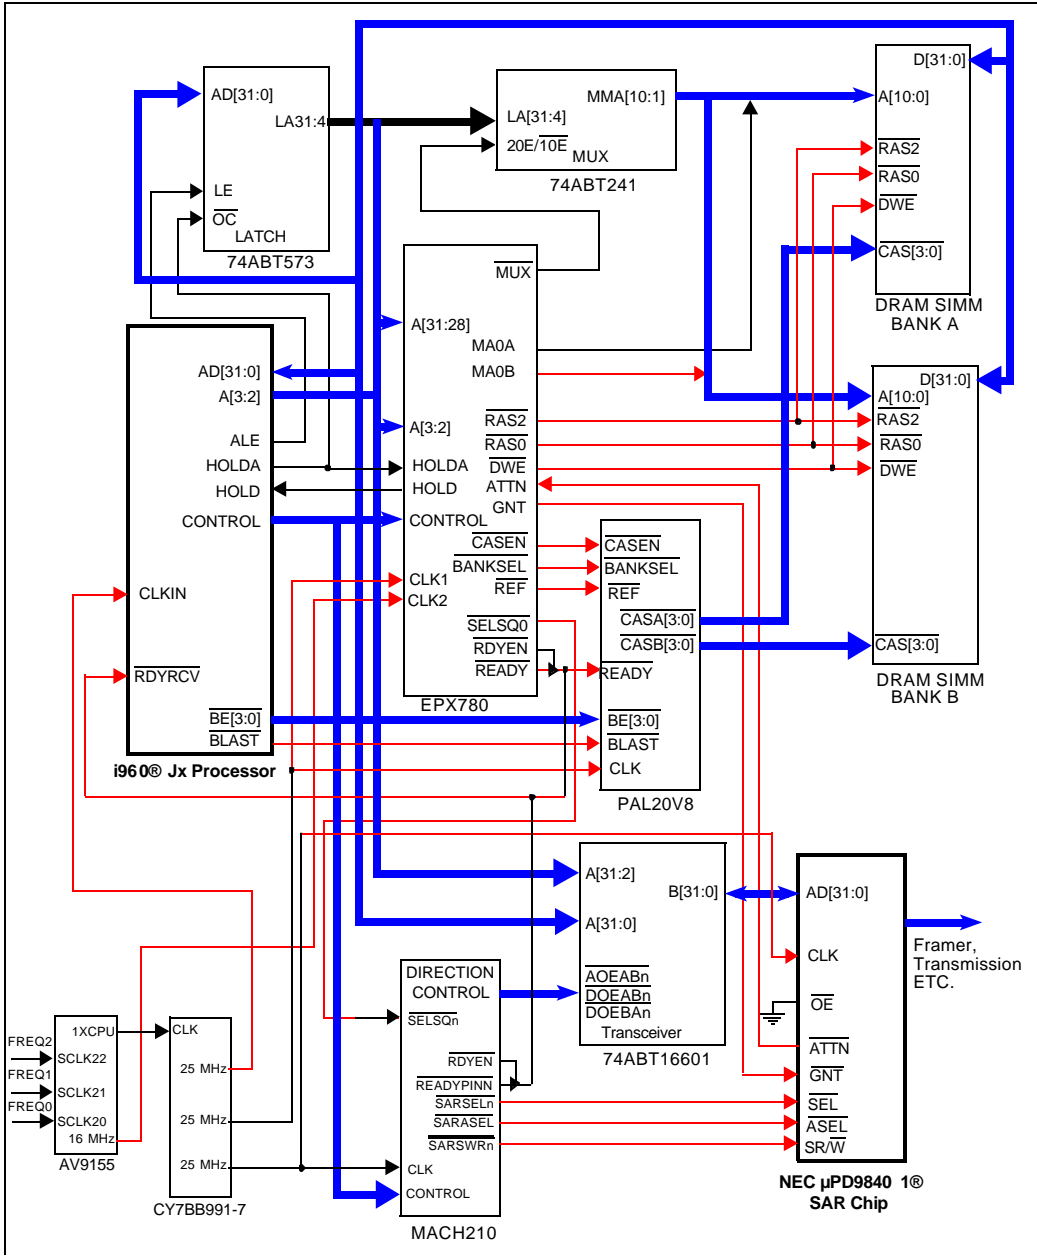 D[31:0]
A[10:0]
RAS2
RAS0
DWE
CAS[3:0]
DRAM SIMM
BANK A
AD[31:0]
LA31:4
LE
OC
LATCH
74ABT573
MMA[10:1]
LA[31:4]
20E/10E
MUX
74ABT241
MUX
A[31:28]
MA0A
MA0B
RAS2
A[3:2]
RAS0
DWE
HOLDA
HOLD
ATTN
GNT
CONTROL
CASEN
BANKSEL
CLK1
REF
CLK2
SELSQ0
RDYEN
READY
EPX780
AD[31:0]
A[3:2]
ALE
HOLDA
HOLD
CONTROL
CLKIN
RDYRCV
BE[3:0]
BLAST
i960® Jx Processor
D[31:0]
A[10:0]
RAS2
RAS0
DWE
CAS[3:0]
DRAM SIMM
BANK B
CASEN
BANKSEL
REF
CASA[3:0]
CASB[3:0]
READY
BE[3:0]
BLAST
CLK
PAL20V8
A[31:2]
B[31:0]
A[31:0]
AOEABn
DOEABn
DOEBAn
Transceiver
74ABT16601
AD[31:0]
CLK
OE
ATTN
GNT
SEL
ASEL
SR/W
NEC µPD9840 1®
SAR Chip
Framer,
Transmission
ETC.
DIRECTION
CONTROL
SELSQn
RDYEN
READYPINN
SARSELn
SARASEL
SARSWRn
CLK
CONTROL
MACH210
1XCPU
FREQ2
SCLK22
FREQ1
SCLK21
FREQ0
SCLK20
16 MHz
AV9155
CLK
25 MHz
25 MHz
25 MHz
CY7BB991-7